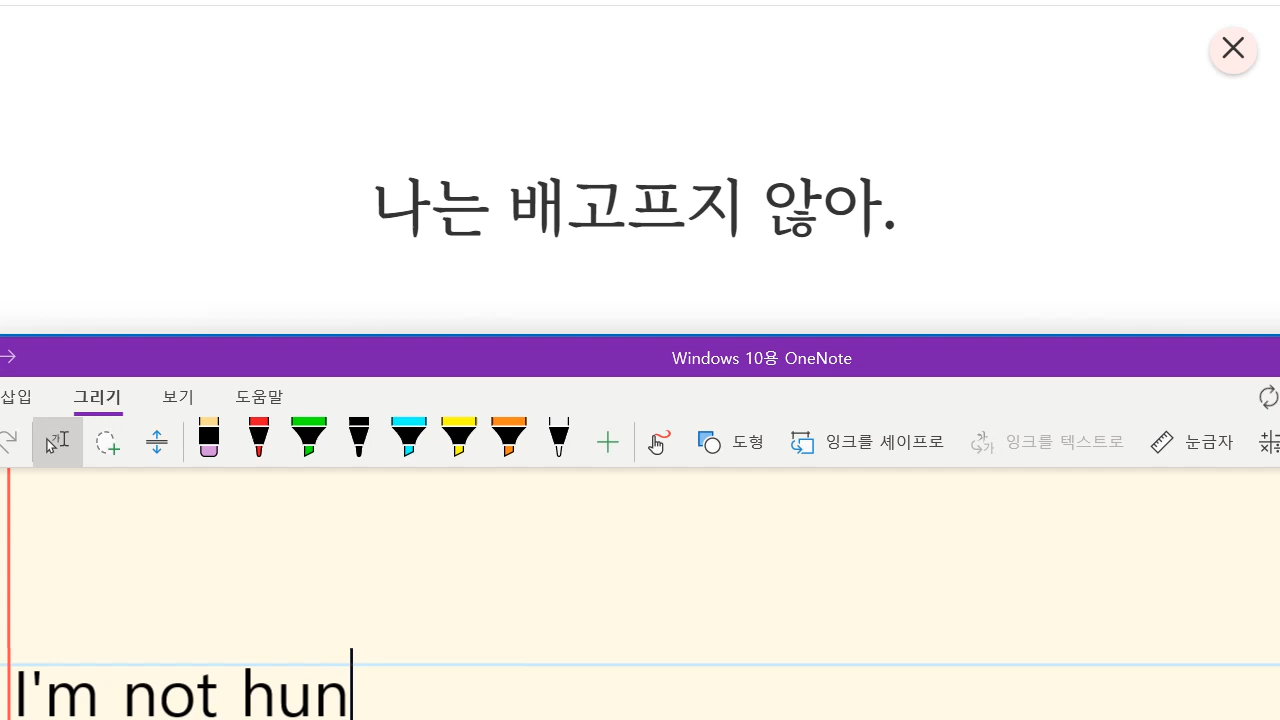 나는 배고프지 않아.
Windows 10용 OneNote
삽입 그리기 보기 도움말
도형 잉크를 셰이프로 잉크를 텍스트로 눈금자
I'm not hun